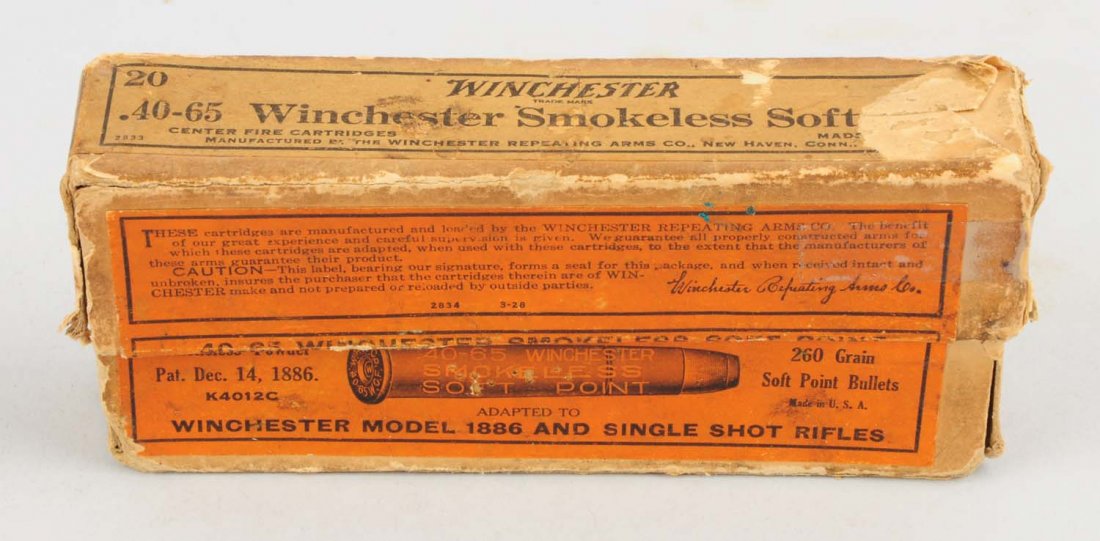 20
WINCHESTER
TRADE MARK
.40-65 Winchester Smokeless Soft
2833
CENTER FIRE CARTRIDGES MADE
MANUFACTURED BY THE WINCHESTER REPEATING ARMS CO., NEW HAVEN, CONN.,
THESE cartridges are manufactured and loaded by the WINCHESTER REPEATING ARMS CO. The benefit
of our great experience and careful supervision is given. We guarantee all properly constructed arms for
which these cartridges are adapted, when used with these cartridges, to the extent that the manufacturers of
these arms guarantee their product.
CAUTION—This label, bearing our signature, forms a seal for this package, and when received intact and
unbroken, insures the purchaser that the cartridges therein are of WIN-
CHESTER make and not prepared or reloaded by outside parties.
Winchester Repeating Arms Co.
2834 3-28
.40-65 WINCHESTER SMOKELESS SOFT POINT
Powder
Pat. Dec. 14, 1886.
K4012C
.40-65 WINCHESTER
SMOKELESS
SOFT POINT
260 Grain
Soft Point Bullets
Made in U. S. A.
ADAPTED TO
WINCHESTER MODEL 1886 AND SINGLE SHOT RIFLES